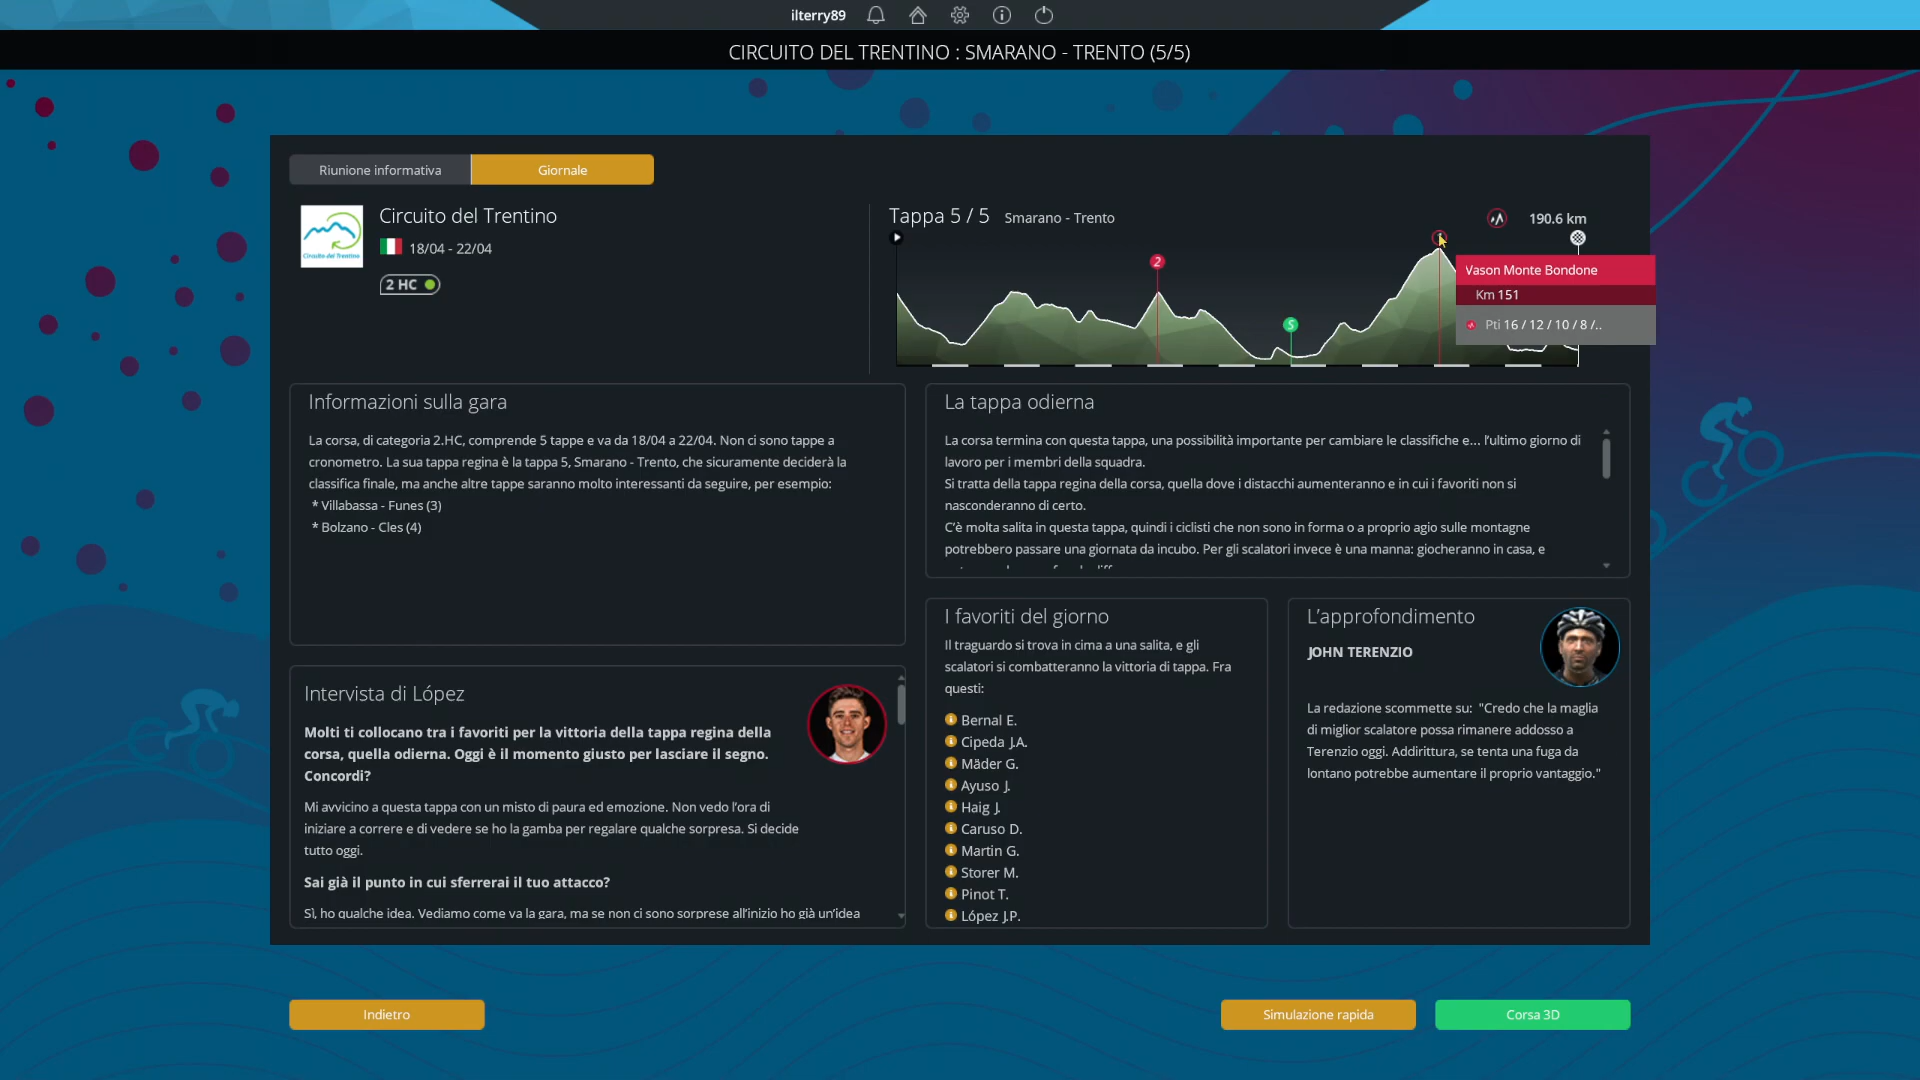 ilterry89
CIRCUITO DEL TRENTINO : SMARANO - TRENTO (5/5)
Riunione informativa
Giornale
Circuito del Trentino
Circuito del Trentino
18/04 - 22/04
2 HC
Tappa 5 / 5 Smarano - Trento
190.6 km
2
S
Vason Monte Bondone
Km 151
Pti 16 / 12 / 10 / 8 /..
Informazioni sulla gara
La corsa, di categoria 2.HC, comprende 5 tappe e va da 18/04 a 22/04. Non ci sono tappe a
cronometro. La sua tappa regina è la tappa 5, Smarano - Trento, che sicuramente deciderà la
classifica finale, ma anche altre tappe saranno molto interessanti da seguire, per esempio:
* Villabassa - Funes (3)
* Bolzano - Cles (4)
La tappa odierna
La corsa termina con questa tappa, una possibilità importante per cambiare le classifiche e... l'ultimo giorno di
lavoro per i membri della squadra.
Si tratta della tappa regina della corsa, quella dove i distacchi aumenteranno e in cui i favoriti non si
nasconderanno di certo.
C'è molta salita in questa tappa, quindi i ciclisti che non sono in forma o a proprio agio sulle montagne
potrebbero passare una giornata da incubo. Per gli scalatori invece è una manna: giocheranno in casa, e
Intervista di López
Molti ti collocano tra i favoriti per la vittoria della tappa regina della
corsa, quella odierna. Oggi è il momento giusto per lasciare il segno.
Concordi?
Mi avvicino a questa tappa con un misto di paura ed emozione. Non vedo l'ora di
iniziare a correre e di vedere se ho la gamba per regalare qualche sorpresa. Si decide
tutto oggi.
Sai già il punto in cui sferrerai il tuo attacco?
Sì, ho qualche idea. Vediamo come va la gara, ma se non ci sono sorprese all'inizio ho già un'idea
I favoriti del giorno
Il traguardo si trova in cima a una salita, e gli
scalatori si combatteranno la vittoria di tappa. Fra
questi:
Bernal E.
Cipeda J.A.
Mäder G.
Ayuso J.
Haig J.
Caruso D.
Martin G.
Storer M.
Pinot T.
López J.P.
L'approfondimento
JOHN TERENZIO
La redazione scommette su: "Credo che la maglia
di miglior scalatore possa rimanere addosso a
Terenzio oggi. Addirittura, se tenta una fuga da
lontano potrebbe aumentare il proprio vantaggio."
Indietro
Simulazione rapida
Corsa 3D